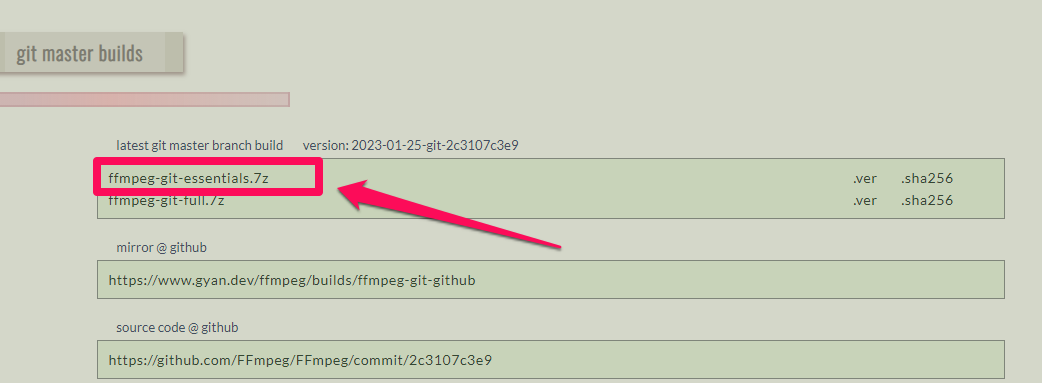 git master builds
latest git master branch build version: 2023-01-25-git-2c3107c3e9
ffmpeg-git-essentials.7z .ver .sha256
ffmpeg-git-full.7z .ver .sha256
mirror @ github
https://www.gyan.dev/ffmpeg/builds/ffmpeg-git-github
source code @ github
https://github.com/FFmpeg/FFmpeg/commit/2c3107c3e9